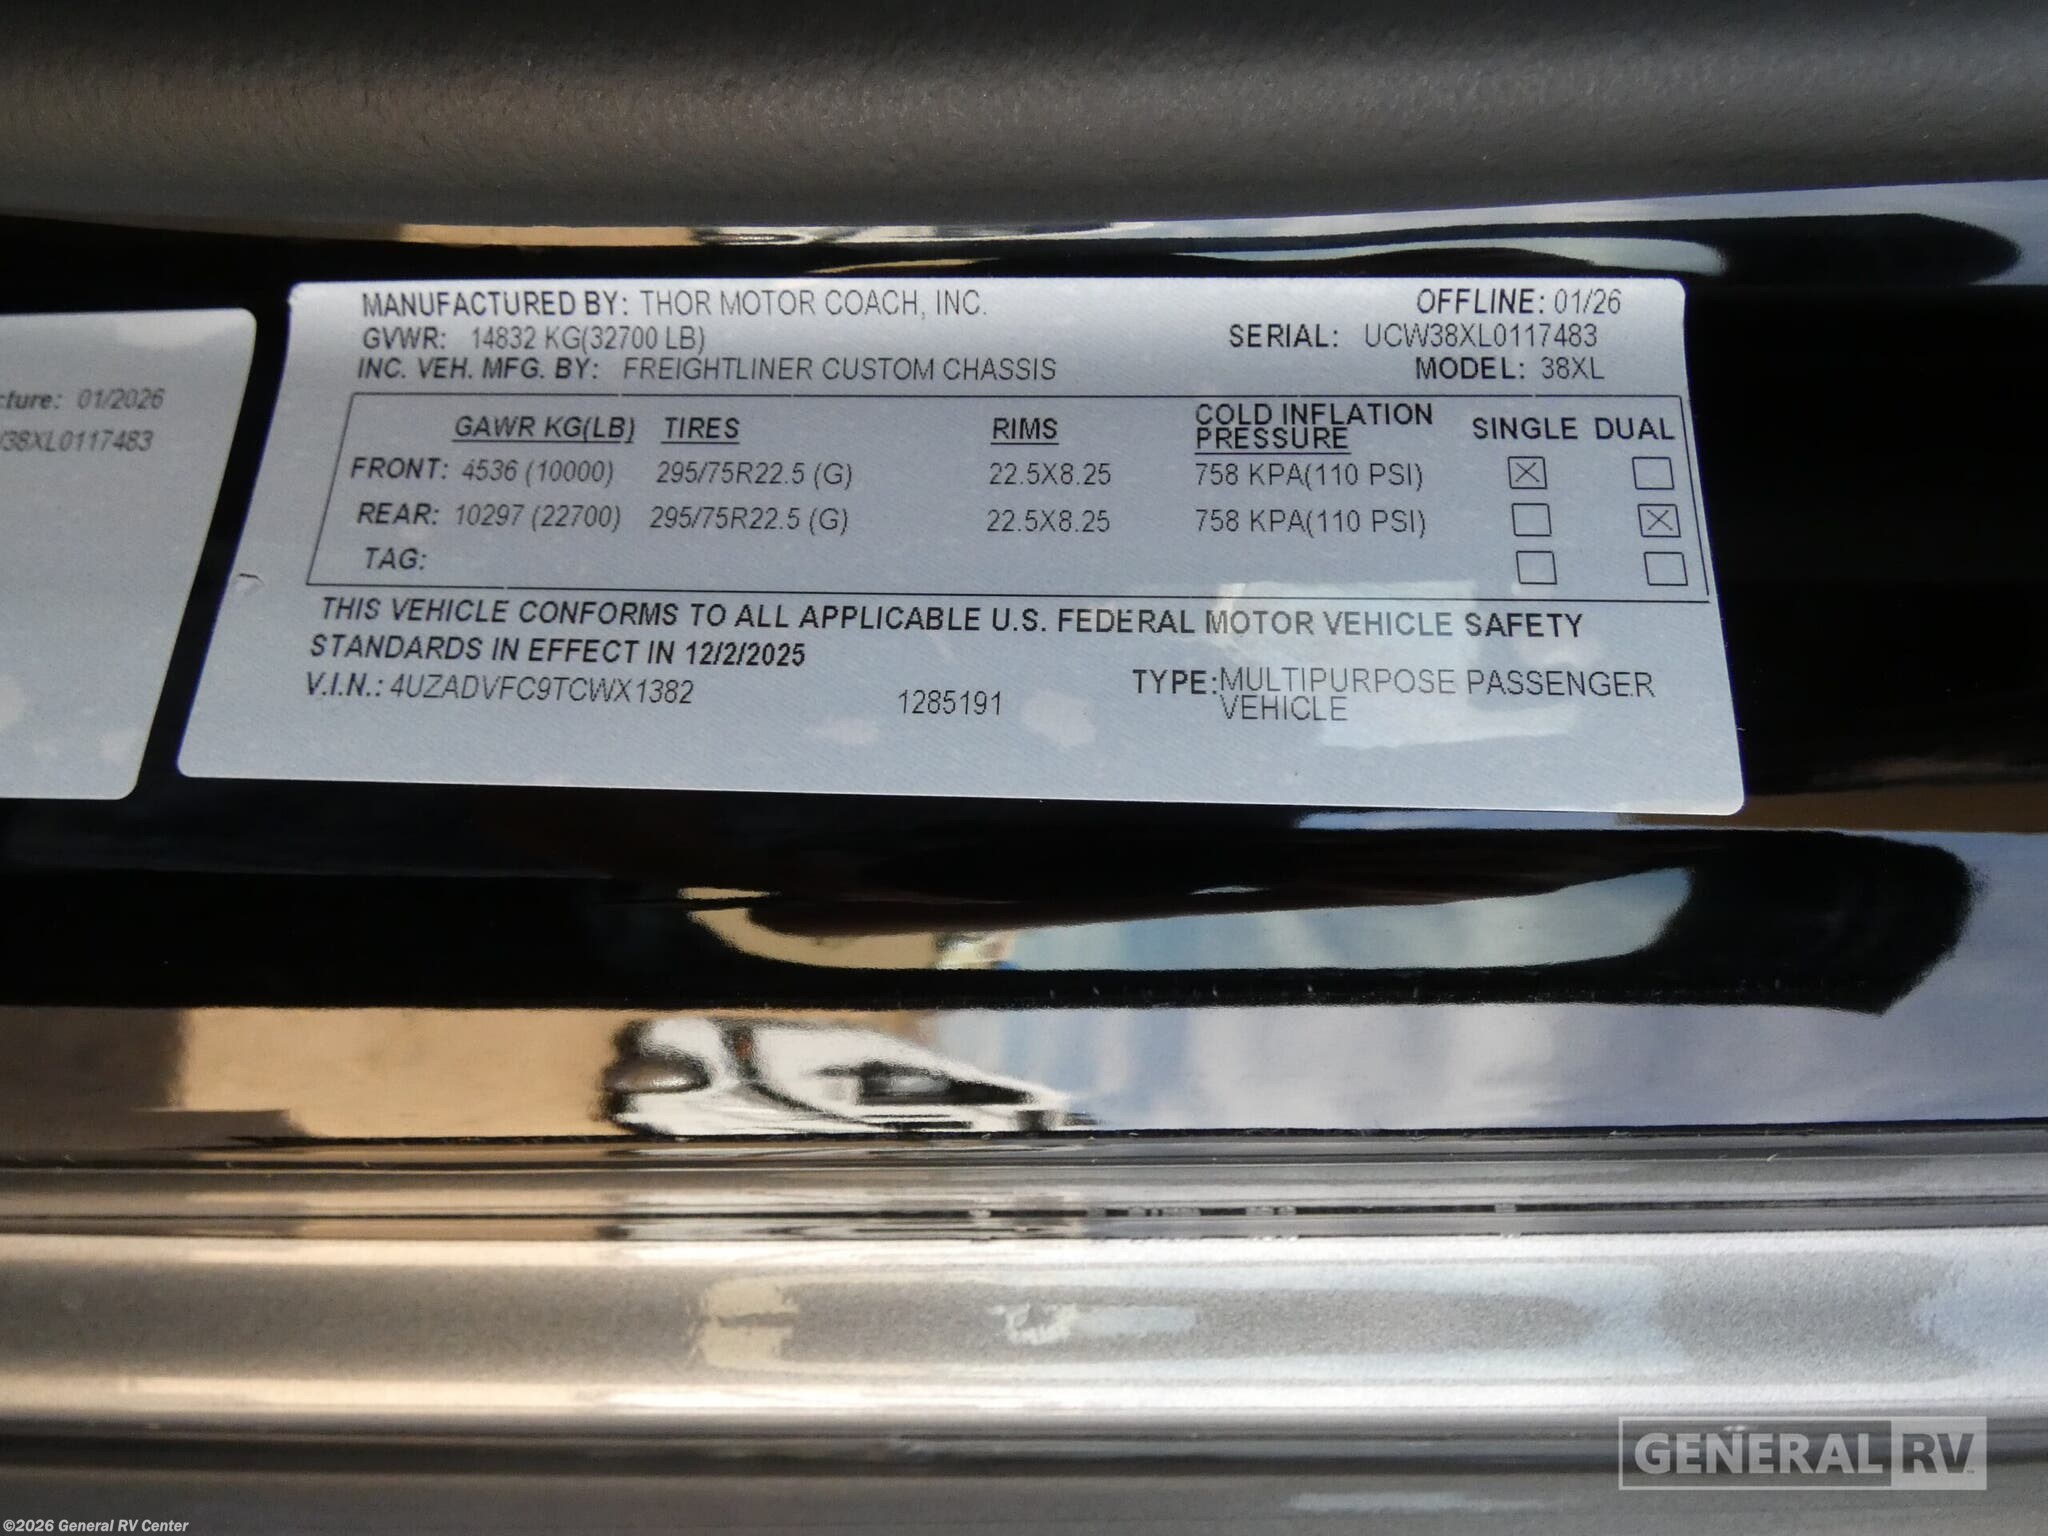 cture: 01/2026
38XL0117483
MANUFACTURED BY: THOR MOTOR COACH, INC. OFFLINE: 01/26
GVWR: 14832 KG(32700 LB) SERIAL: UCW38XL0117483
INC. VEH. MFG. BY: FREIGHTLINER CUSTOM CHASSIS MODEL: 38XL
GAWR KG(LB) TIRES RIMS COLD INFLATION PRESSURE SINGLE DUAL
FRONT: 4536 (10000) 295/75R22.5 (G) 22.5X8.25 758 KPA(110 PSI)
REAR: 10297 (22700) 295/75R22.5 (G) 22.5X8.25 758 KPA(110 PSI)
TAG:
THIS VEHICLE CONFORMS TO ALL APPLICABLE U.S. FEDERAL MOTOR VEHICLE SAFETY
STANDARDS IN EFFECT IN 12/2/2025
V.I.N.: 4UZADVFC9TCWX1382 1285191 TYPE: MULTIPURPOSE PASSENGER
VEHICLE
GENERAL RV
©2026 General RV Center